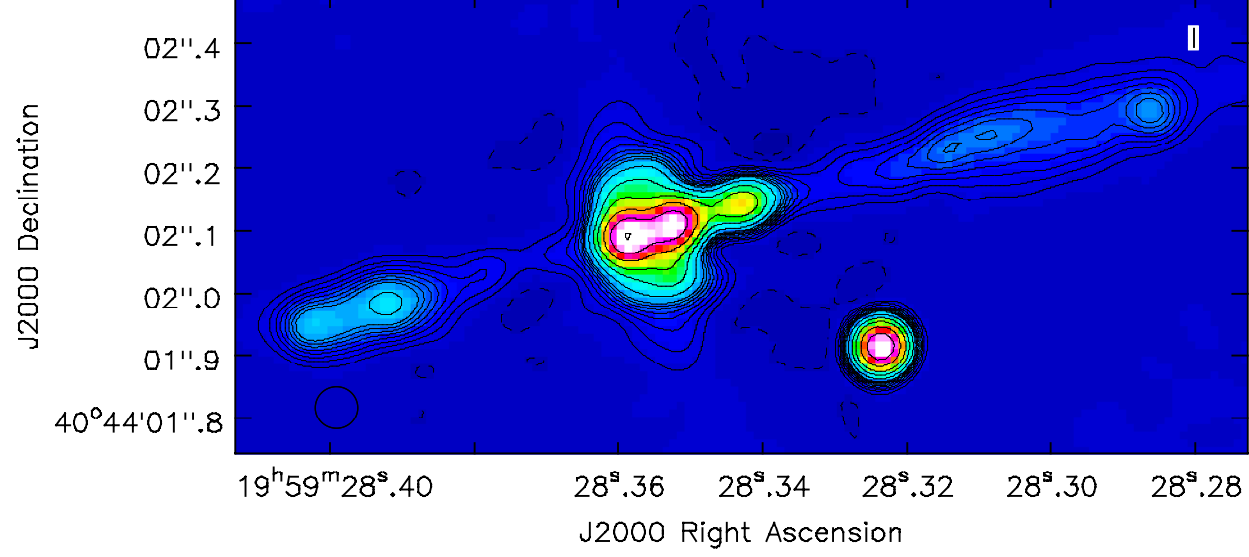 J2000 Declination
02".4
I
02".3
02".2
02".1
02".0
01".9
40°44'01".8
19ʰ59ᵐ28ˢ.40
28ˢ.36
28ˢ.34
28ˢ.32
28ˢ.30
28ˢ.28
J2000 Right Ascension